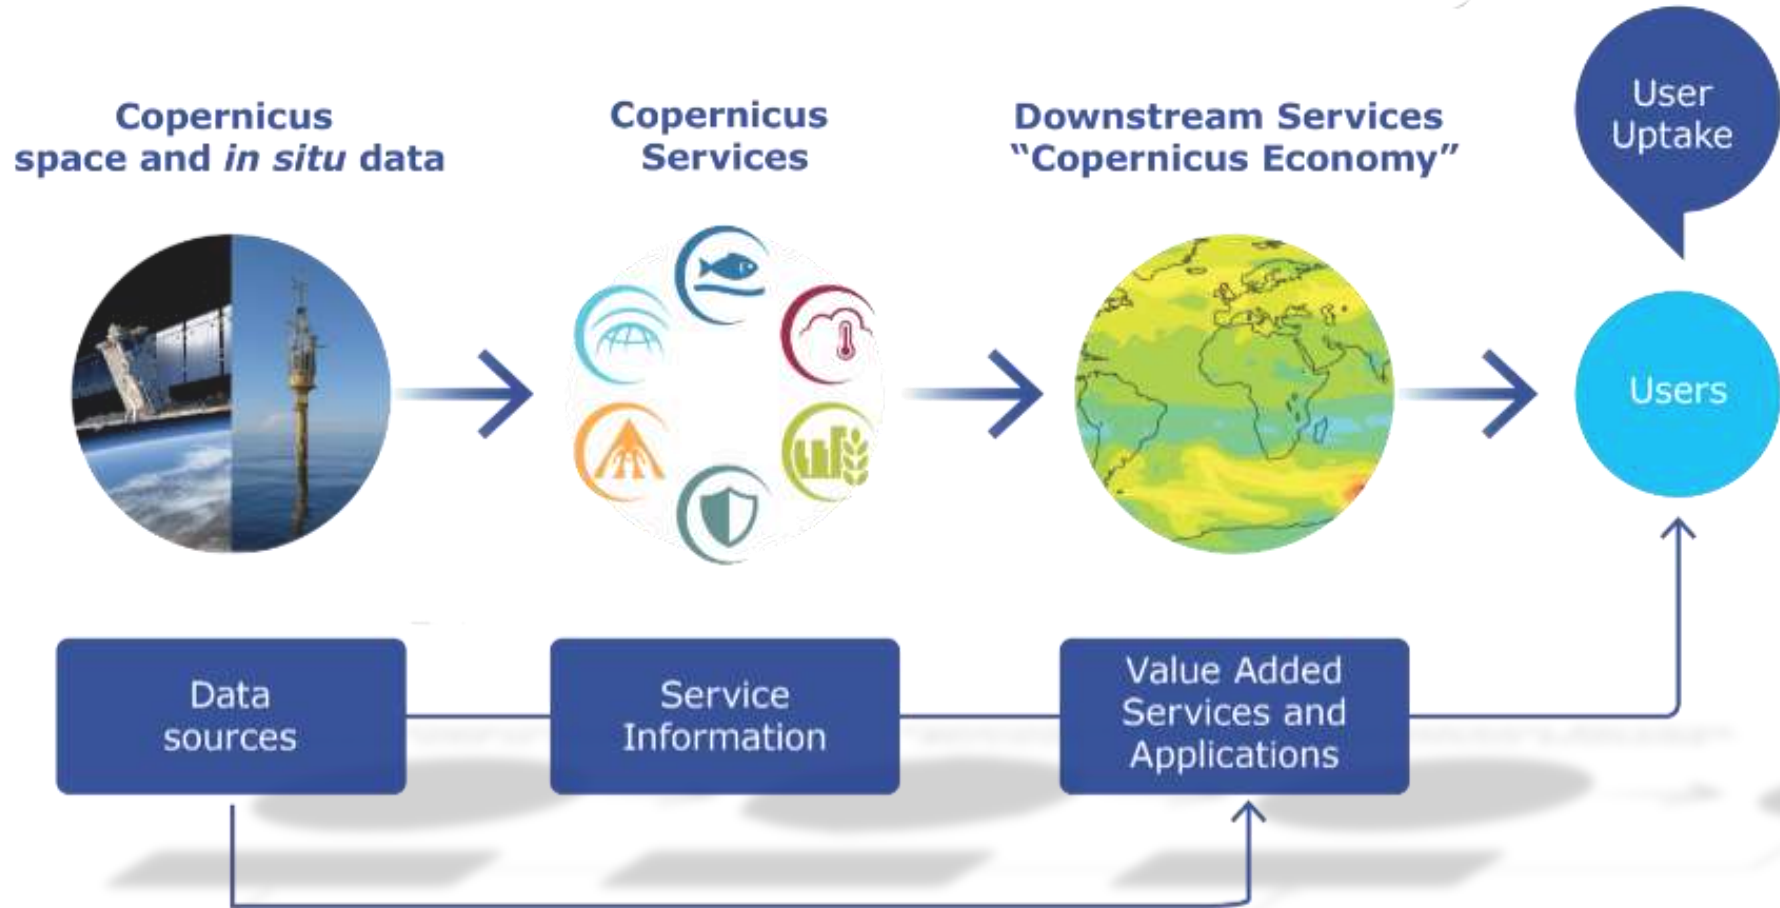 Copernicus
space and in situ data
Copernicus
Services
Downstream Services
“Copernicus Economy”
User
Uptake
Users
Data
sources
Service
Information
Value Added
Services and
Applications